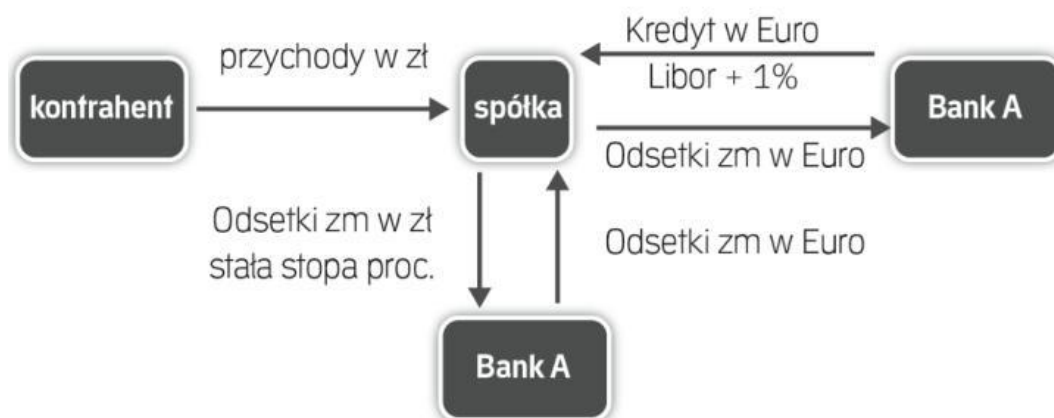 przychody w zł
Kredyt w Euro
Libor + 1%
kontrahent
spółka
Bank A
Odsetki zm w Euro
Odsetki zm w zł
stała stopa proc.
Odsetki zm w Euro
Bank A